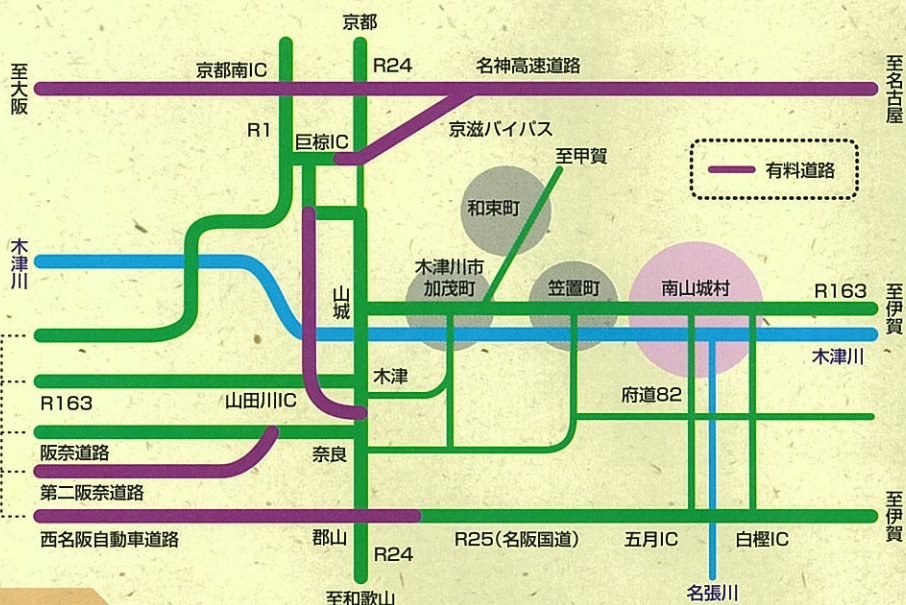 京都
至大阪
京都南IC
R24
名神高速道路
至名古屋
R1
巨椋IC
京滋バイパス
至甲賀
有料道路
和束町
木津川
木津川市
加茂町
笠置町
南山城村
R163
至伊賀
山城
木津川
木津
府道82
R163
山田川IC
阪奈道路
奈良
第二阪奈道路
至伊賀
西名阪自動車道路
郡山
R25(名阪国道)
五月IC
白樫IC
R24
至和歌山
名張川